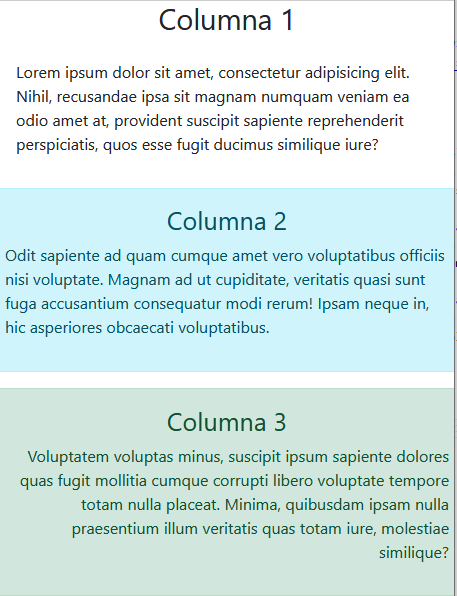 Columna 1
Lorem ipsum dolor sit amet, consectetur adipisicing elit.
Nihil, recusandae ipsa sit magnam numquam veniam ea
odio amet at, provident suscipit sapiente reprehenderit
perspiciatis, quos esse fugit ducimus similique iure?
Columna 2
Odit sapiente ad quam cumque amet vero voluptatibus officiis
nisi voluptate. Magnam ad ut cupiditate, veritatis quasi sunt
fuga accusantium consequatur modi rerum! Ipsam neque in,
hic asperiores obcaecati voluptatibus.
Columna 3
Voluptatem voluptas minus, suscipit ipsum sapiente dolores
quas fugit mollitia cumque corrupti libero voluptate tempore
totam nulla placeat. Minima, quibusdam ipsam nulla
praesentium illum veritatis quas totam iure, molestiae
similique?